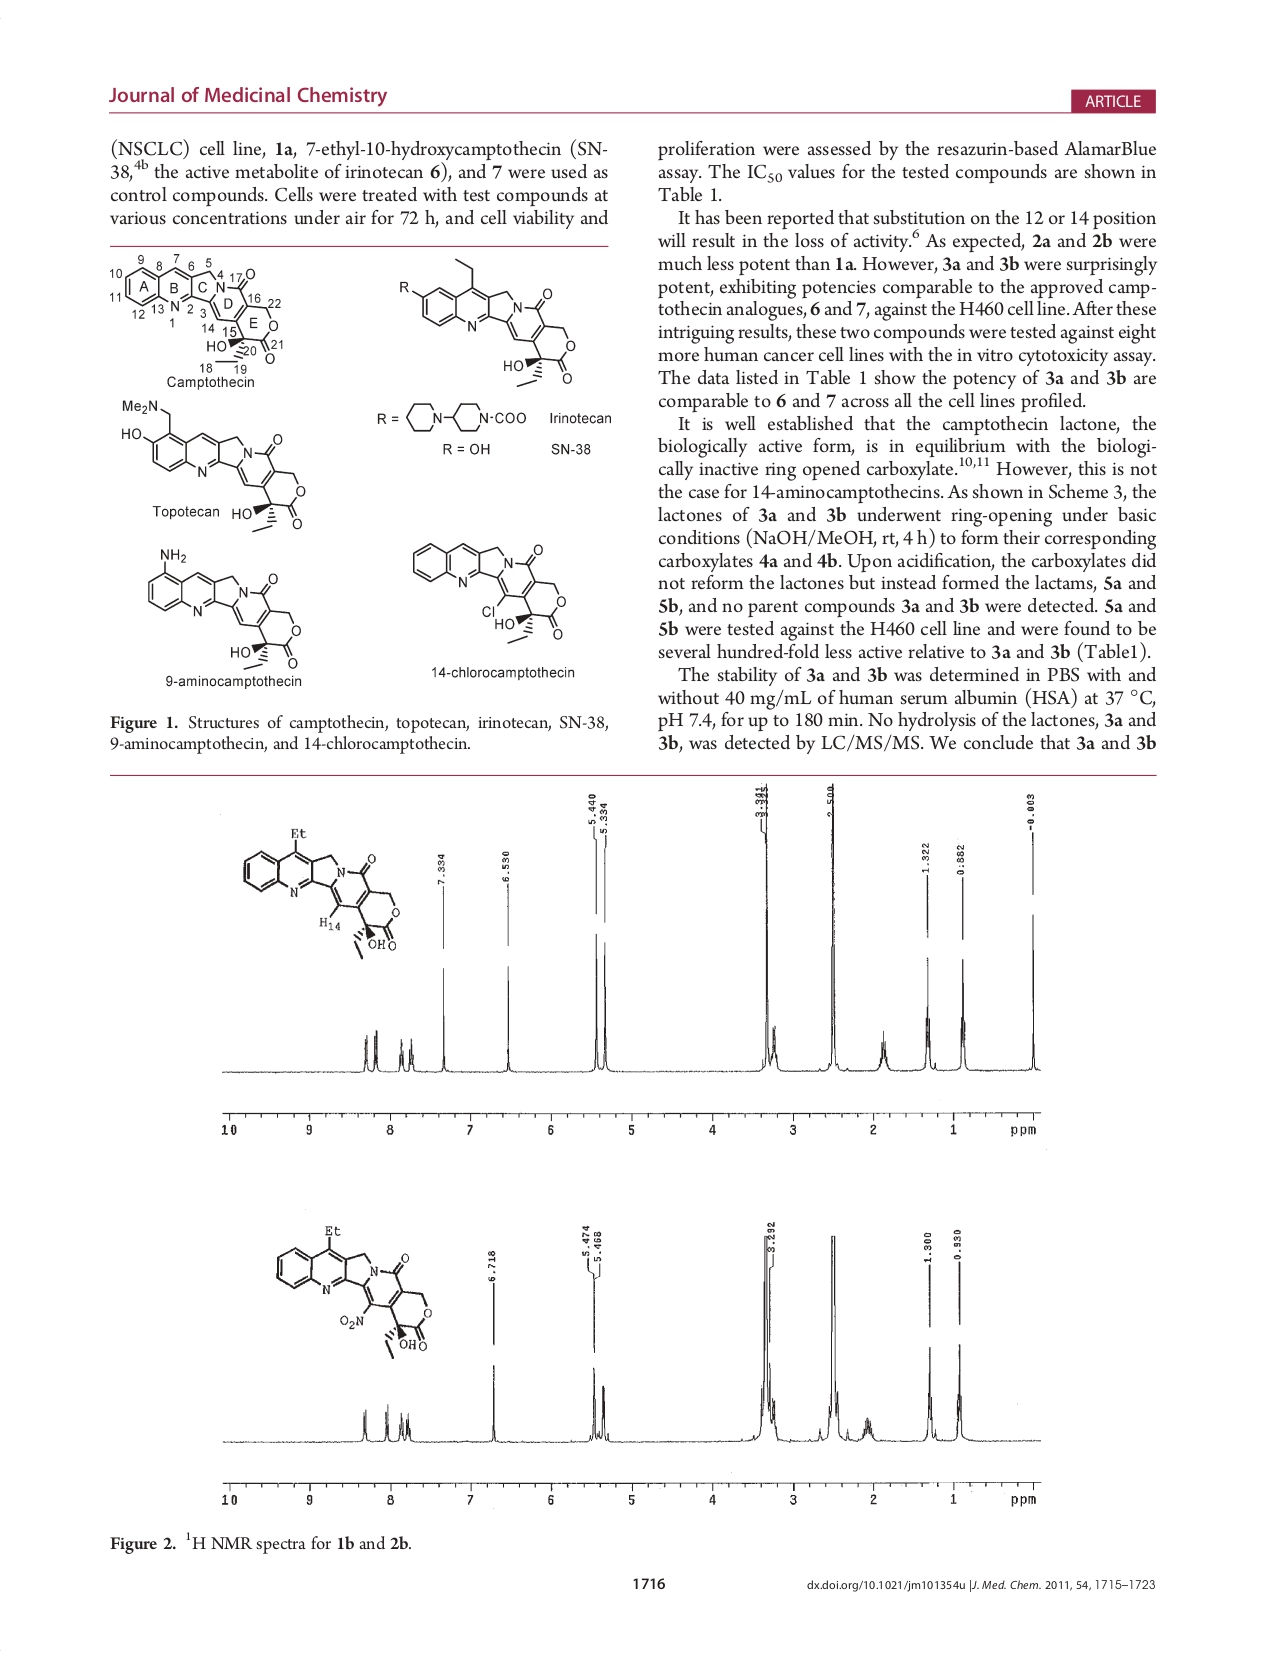 Journal of Medicinal Chemistry
ARTICLE
(NSCLC) cell line, 1a, 7-ethyl-10-hydroxycamptothecin (SN-
38,4b the active metabolite of irinotecan 6), and 7 were used as
control compounds. Cells were treated with test compounds at
various concentrations under air for 72 h, and cell viability and
9
7
5
10
8
6
4
17
O
A
B
C
N
16
22
11
D
12
13
N
2
3
E
O
1
14
15
HO
20
21
O
18
19
Camptothecin
R
N
O
N
O
HO
O
Me2N
HO
N
O
N
O
Topotecan
HO
O
R =
N
N-COO
Irinotecan
R = OH
SN-38
NH2
N
O
N
O
HO
O
9-aminocamptothecin
N
O
N
O
Cl
HO
O
14-chlorocamptothecin
Figure 1. Structures of camptothecin, topotecan, irinotecan, SN-38,
9-aminocamptothecin, and 14-chlorocamptothecin.
proliferation were assessed by the resazurin-based AlamarBlue
assay. The IC50 values for the tested compounds are shown in
Table 1.
It has been reported that substitution on the 12 or 14 position
will result in the loss of activity.6 As expected, 2a and 2b were
much less potent than 1a. However, 3a and 3b were surprisingly
potent, exhibiting potencies comparable to the approved camp-
tothecin analogues, 6 and 7, against the H460 cell line. After these
intriguing results, these two compounds were tested against eight
more human cancer cell lines with the in vitro cytotoxicity assay.
The data listed in Table 1 show the potency of 3a and 3b are
comparable to 6 and 7 across all the cell lines profiled.
It is well established that the camptothecin lactone, the
biologically active form, is in equilibrium with the biologi-
cally inactive ring opened carboxylate.10,11 However, this is not
the case for 14-aminocamptothecins. As shown in Scheme 3, the
lactones of 3a and 3b underwent ring-opening under basic
conditions (NaOH/MeOH, rt, 4 h) to form their corresponding
carboxylates 4a and 4b. Upon acidification, the carboxylates did
not reform the lactones but instead formed the lactams, 5a and
5b, and no parent compounds 3a and 3b were detected. 5a and
5b were tested against the H460 cell line and were found to be
several hundred-fold less active relative to 3a and 3b (Table1).
The stability of 3a and 3b was determined in PBS with and
without 40 mg/mL of human serum albumin (HSA) at 37 °C,
pH 7.4, for up to 180 min. No hydrolysis of the lactones, 3a and
3b, was detected by LC/MS/MS. We conclude that 3a and 3b
Et
N
O
N
O
H14
OH
O
7.334
6.530
5.440
5.334
3.341
2.500
1.322
0.882
-0.003
10 9 8 7 6 5 4 3 2 1 ppm
Et
N
O
N
O
O2N
OH
O
6.718
5.474
5.468
3.292
1.300
0.930
10 9 8 7 6 5 4 3 2 1 ppm
Figure 2. 1H NMR spectra for 1b and 2b.
1716
dx.doi.org/10.1021/jm101354u |J. Med. Chem. 2011, 54, 1715–1723